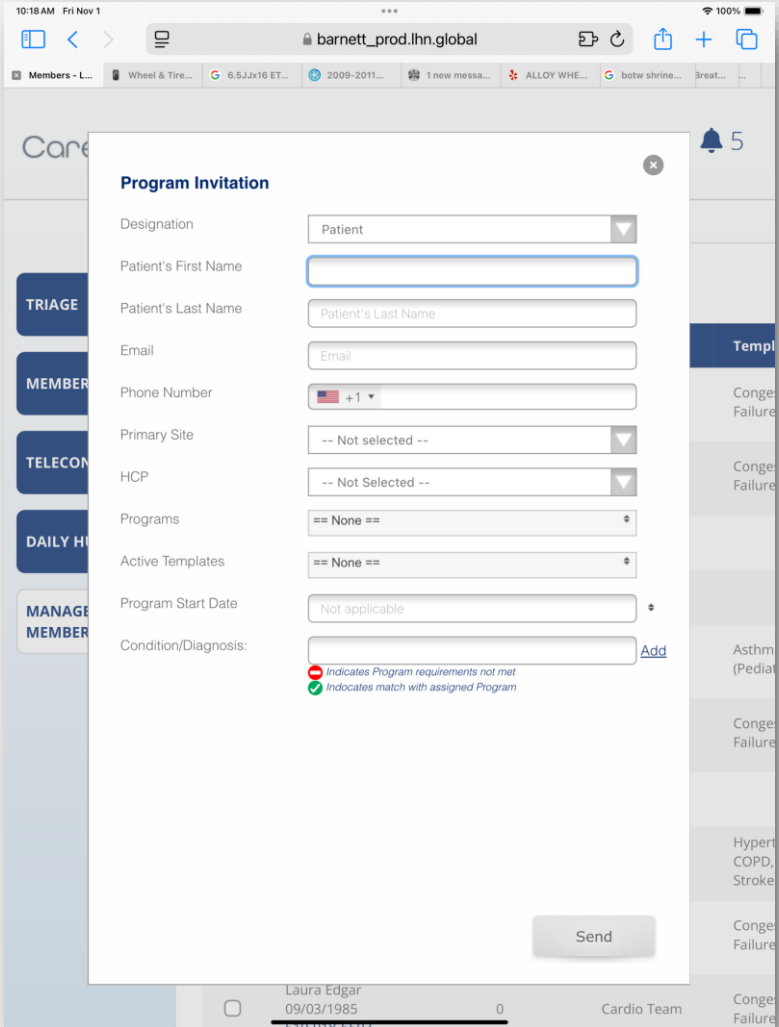 10:18 AM Fri Nov 1
100%
barnett_prod.lhn.global
Members - L...
Wheel & Tire...
6.5JJx16 ET...
2009-2011...
1 new messa...
ALLOY WHE...
botw shrine...
Breat...
...
Care
5
Program Invitation
Designation
Patient
Patient's First Name
Patient's Last Name
Patient's Last Name
Email
Email
Phone Number
+1
Primary Site
-- Not selected --
HCP
-- Not Selected --
Programs
== None ==
Active Templates
== None ==
Program Start Date
Not applicable
Condition/Diagnosis:
Add
Indicates Program requirements not met
Indocates match with assigned Program
Send
TRIAGE
MEMBER
TELECON
DAILY HU
MANAGE
MEMBER
Templ
Conges
Failure
Conges
Failure
Asthm
(Pediat
Conges
Failure
Hypert
COPD,
Stroke
Conges
Failure
Laura Edgar
09/03/1985
0
Cardio Team
Conges
Failure